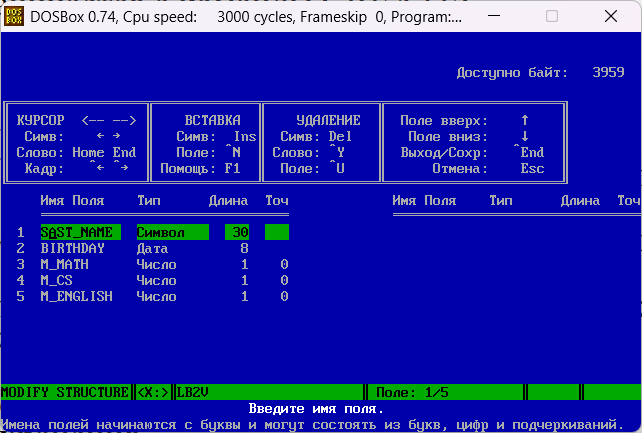 DOSBox 0.74, Cpu speed: 3000 cycles, Frameskip 0, Program:...
Доступно байт: 3959
КУРСОР <-- --> ВСТАВКА УДАЛЕНИЕ Поле вверх: ↑
Симв: ← → Симв: Ins Симв: Del Поле вниз: ↓
Слово: Home End Поле: ^N Слово: ^Y Выход/Сохр: ^End
Кадр: ^← ^→ Помощь: F1 Поле: ^U Отмена: Esc
Имя Поля Тип Длина Точ Имя Поля Тип Длина Точ
1 SAST_NAME Символ 30
2 BIRTHDAY Дата 8
3 M_MATH Число 1 0
4 M_CS Число 1 0
5 M_ENGLISH Число 1 0
MODIFY STRUCTURE <X:> LB2V Поле: 1/5
Введите имя поля.
Имена полей начинаются с буквы и могут состоять из букв, цифр и подчеркиваний.